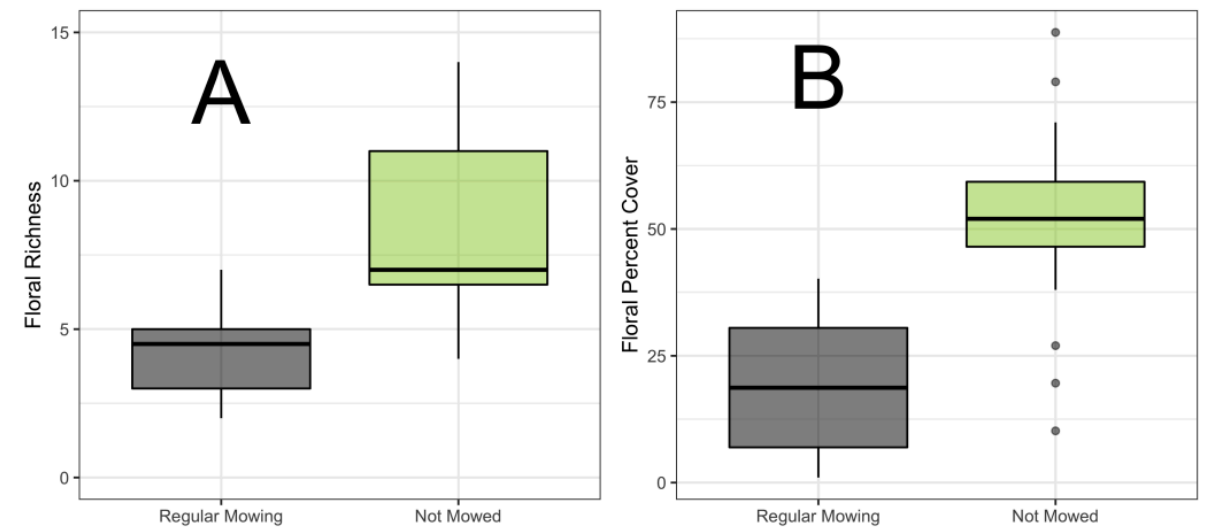 A
Floral Richness
15
10
5
0
Regular Mowing Not Mowed
B
Floral Percent Cover
75
50
25
0
Regular Mowing Not Mowed